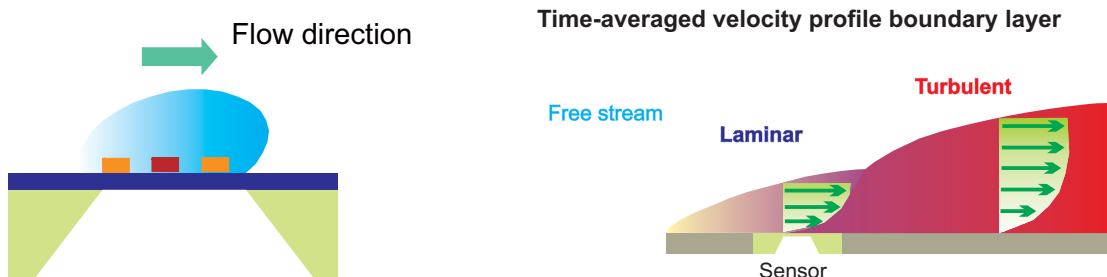 Flow direction
Time-averaged velocity profile boundary layer
Free stream
Laminar
Turbulent
Sensor